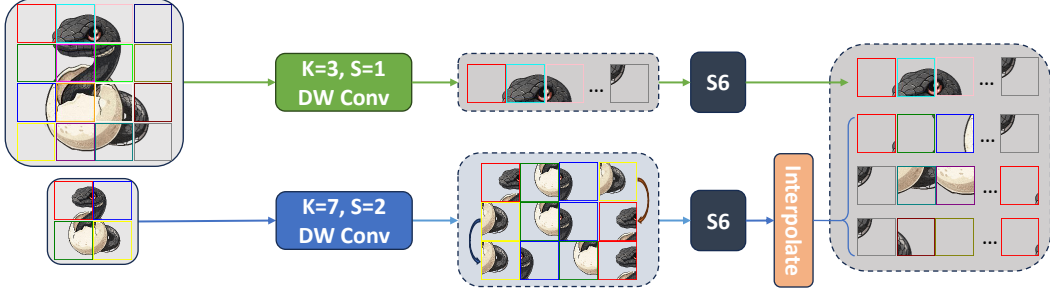 K=3, S=1
DW Conv
...
S6
...
...
K=7, S=2
DW Conv
S6
Interpolate
...
...